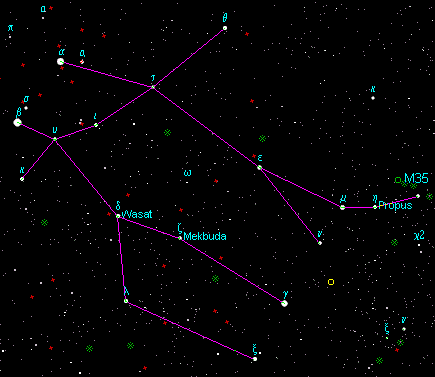 α
π
θ
α
σ
τ
κ
β
σ
ι
υ
ε
κ
ω
M35
μ
η
Propus
δ
Wasat
ζ
Mekbuda
ν
χ2
γ
λ
ξ
ξ
ν